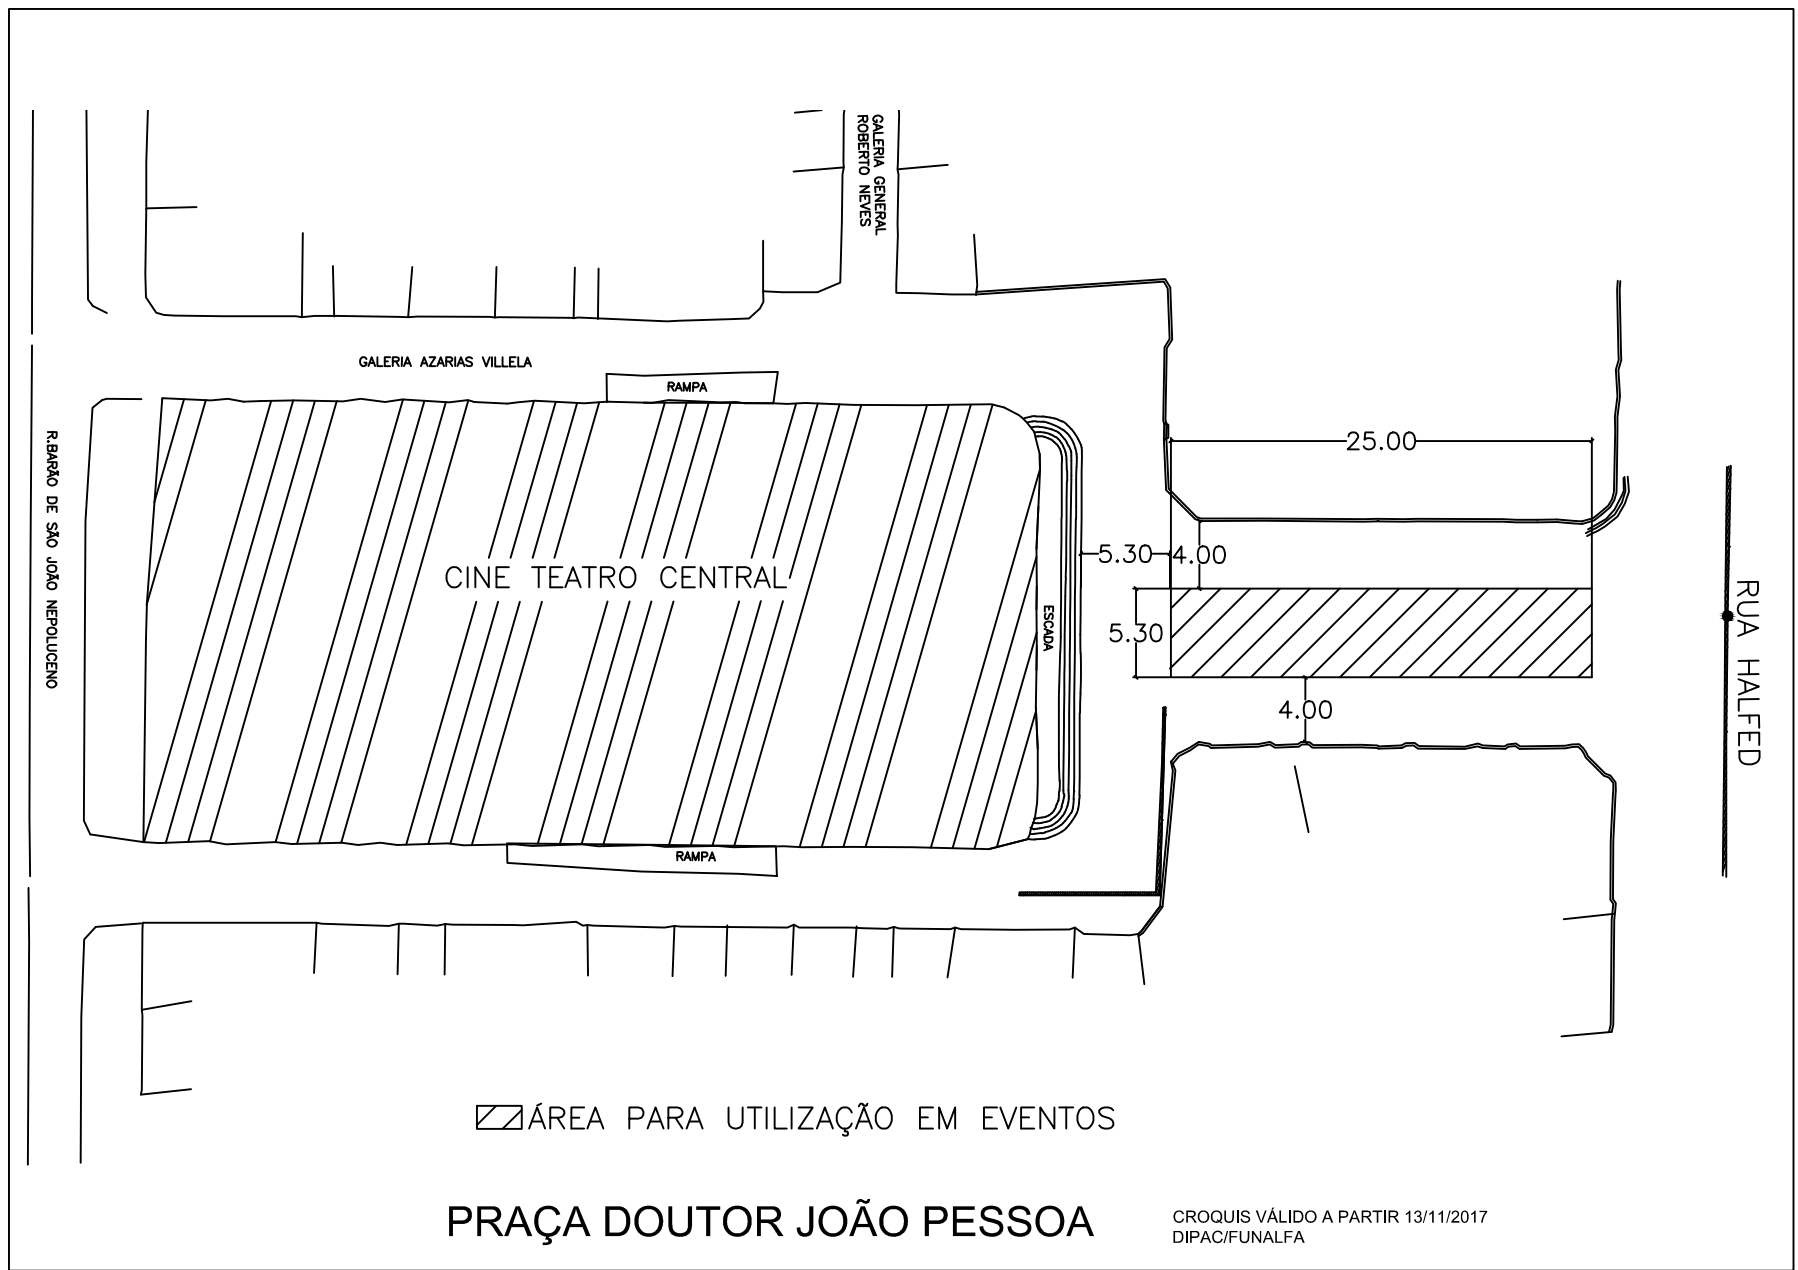 GALERIA GENERAL
ROBERTO NEVES
GALERIA AZARIAS VILLELA
RAMPA
R.BARÃO DE SÃO JOÃO NEPOLUCENO
25.00
CINE TEATRO CENTRAL
5.30
4.00
ESCADA
5.30
4.00
RUA HALFED
RAMPA
ÁREA PARA UTILIZAÇÃO EM EVENTOS
PRAÇA DOUTOR JOÃO PESSOA
CROQUIS VÁLIDO A PARTIR 13/11/2017
DIPAC/FUNALFA